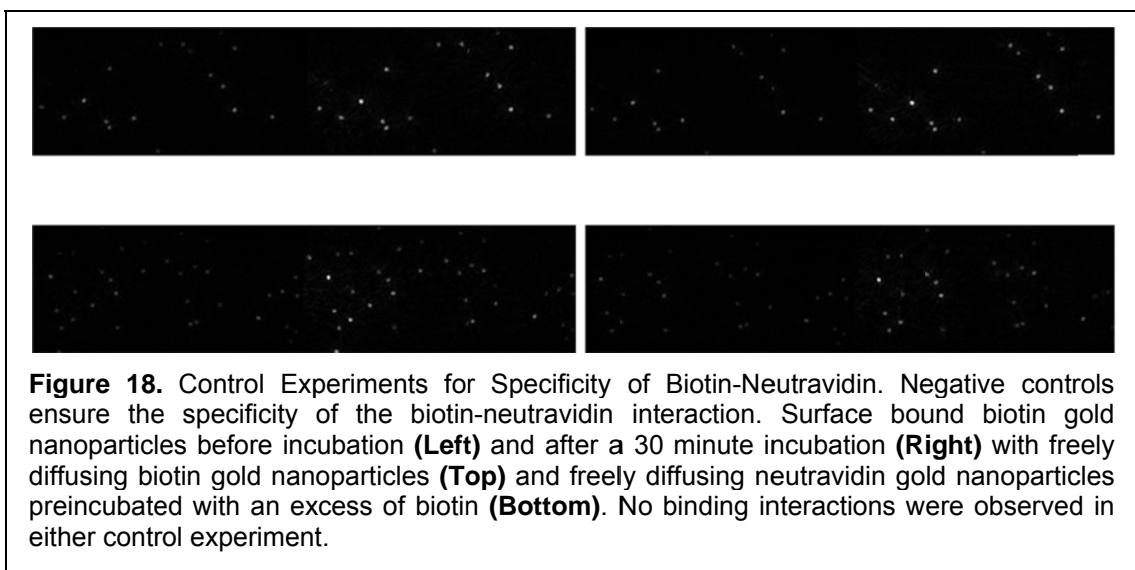 Figure 18. Control Experiments for Specificity of Biotin-Neutravidin. Negative controls
ensure the specificity of the biotin-neutravidin interaction. Surface bound biotin gold
nanoparticles before incubation (Left) and after a 30 minute incubation (Right) with freely
diffusing biotin gold nanoparticles (Top) and freely diffusing neutravidin gold nanoparticles
preincubated with an excess of biotin (Bottom). No binding interactions were observed in
either control experiment.